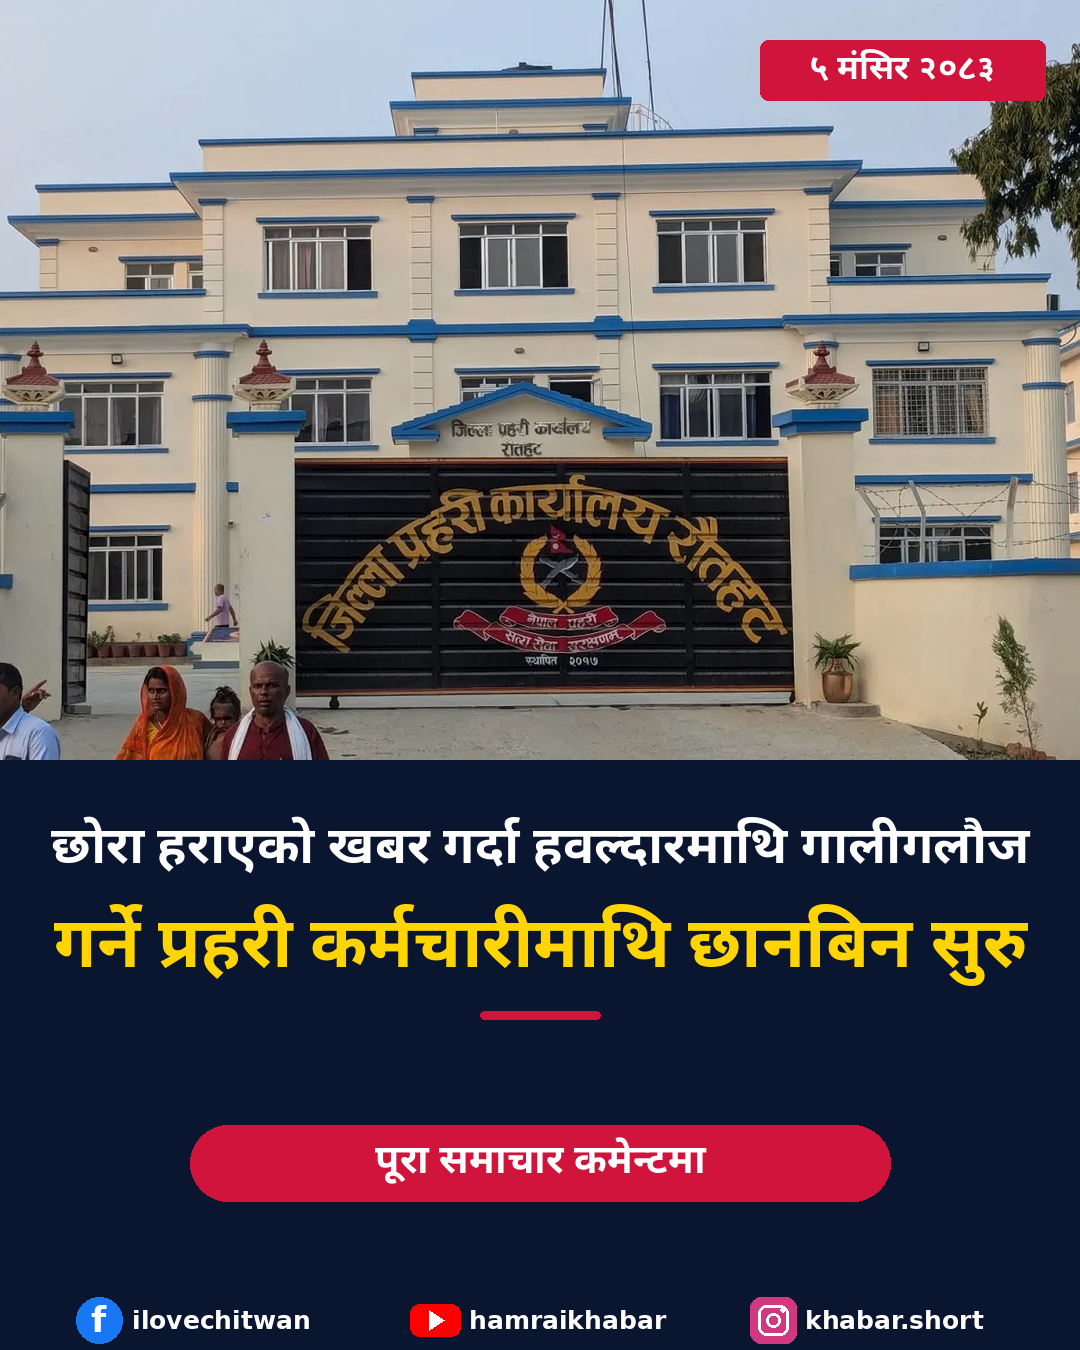 ५ मंसिर २०८३
जिल्ला प्रहरी कार्यालय
रौतहट
जिल्ला प्रहरी कार्यालय रौतहट
नेपाल प्रहरी
सत्य सेवा सुरक्षणम्
स्थापित २०१७
छोरा हराएको खबर गर्दा हवल्दारमाथि गालीगलौज
गर्ने प्रहरी कर्मचारीमाथि छानबिन सुरु
पूरा समाचार कमेन्टमा
f ilovechitwan
hamraikhabar
khabar.short